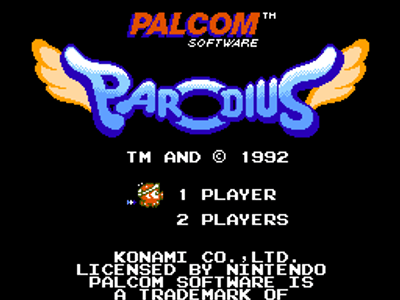 PALCOM™
SOFTWARE
PARODIUS
TM AND © 1992
1 PLAYER
2 PLAYERS
KONAMI CO.,LTD.
LICENSED BY NINTENDO
PALCOM SOFTWARE IS
A TRADEMARK OF